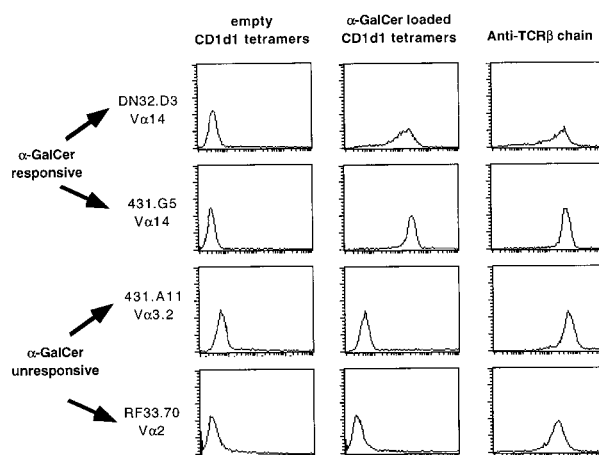 empty
CD1d1 tetramers
α-GalCer loaded
CD1d1 tetramers
Anti-TCRβ chain
DN32.D3
Vα14
α-GalCer
responsive
431.G5
Vα14
431.A11
Vα3.2
α-GalCer
unresponsive
RF33.70
Vα2